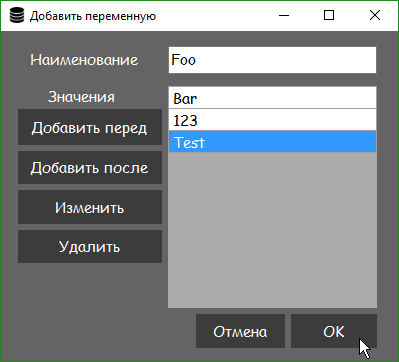 Добавить переменную
Наименование
Foo
Значения
Bar
Добавить перед
123
Test
Добавить после
Изменить
Удалить
Отмена
OK